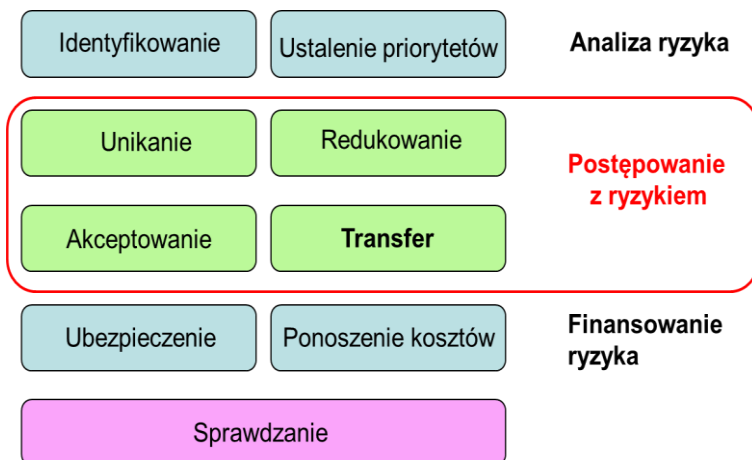 Identyfikowanie
Ustalenie priorytetów
Analiza ryzyka
Unikanie
Redukowanie
Postępowanie
z ryzykiem
Akceptowanie
Transfer
Ubezpieczenie
Ponoszenie kosztów
Finansowanie
ryzyka
Sprawdzanie